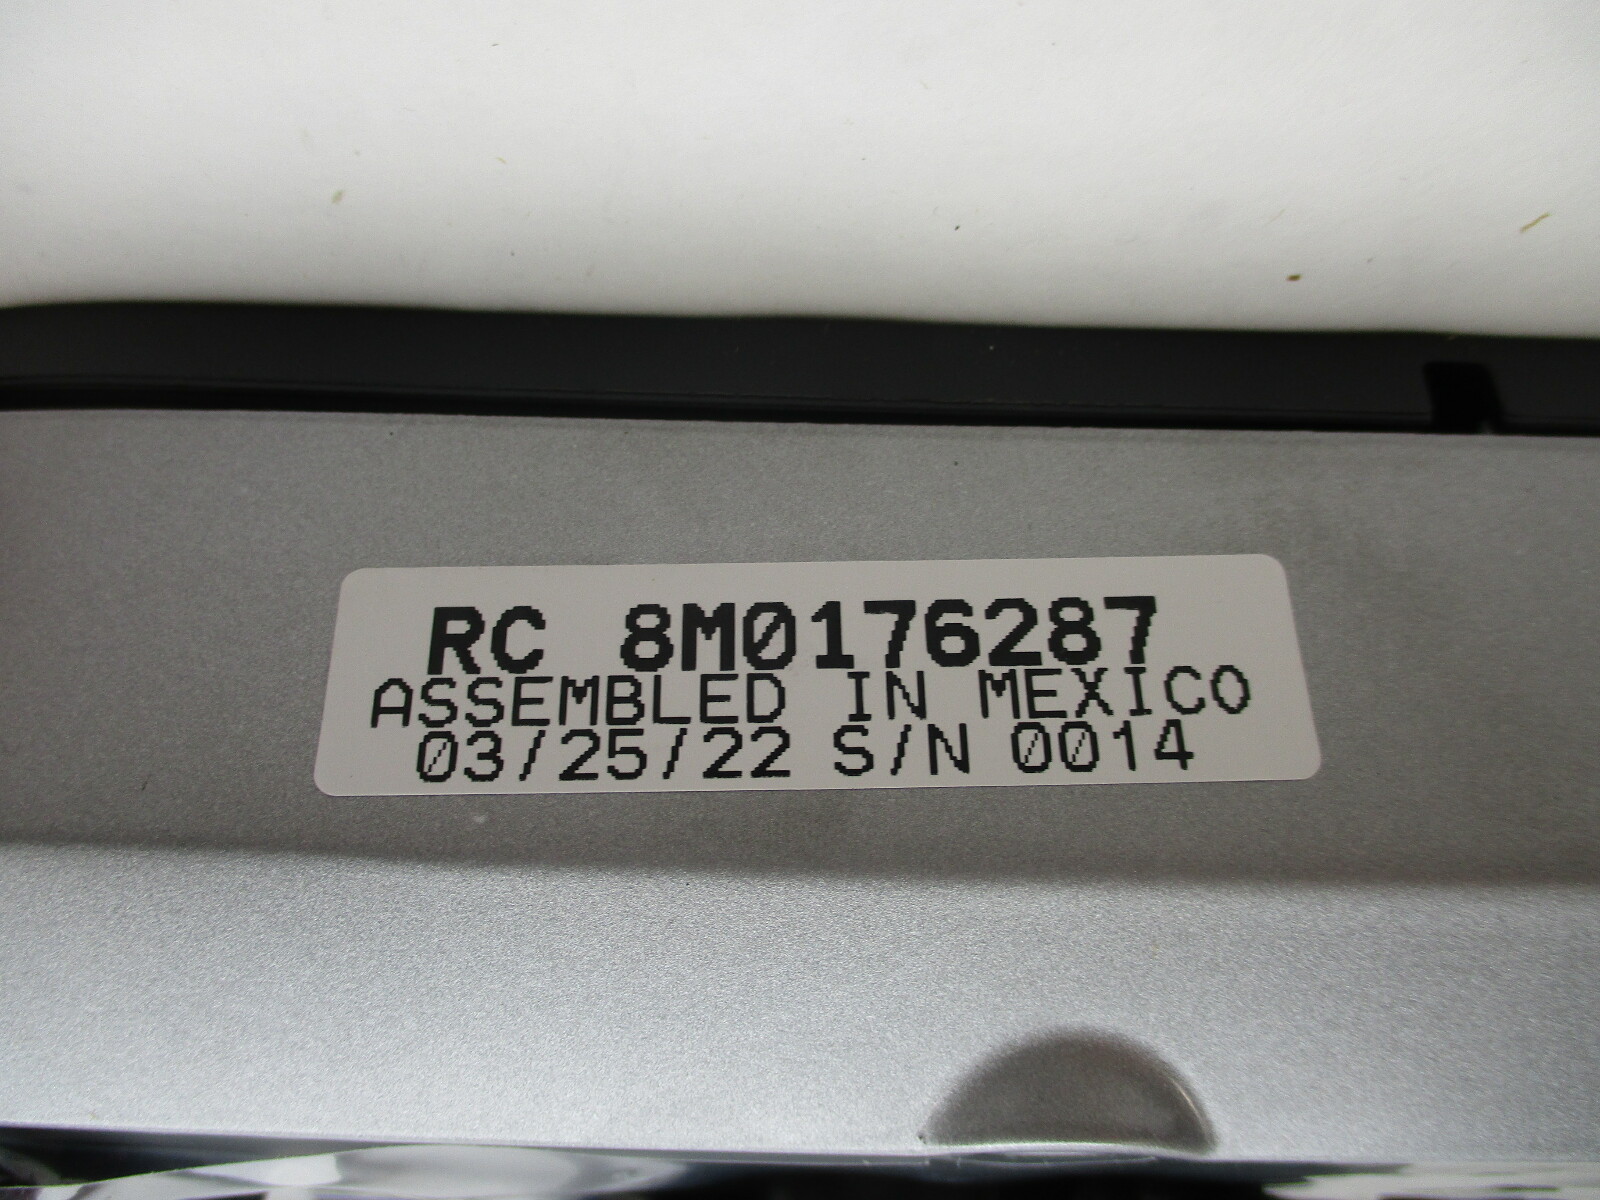 RC 8M0176287
ASSEMBLED IN MEXICO
03/25/22 S/N 0014